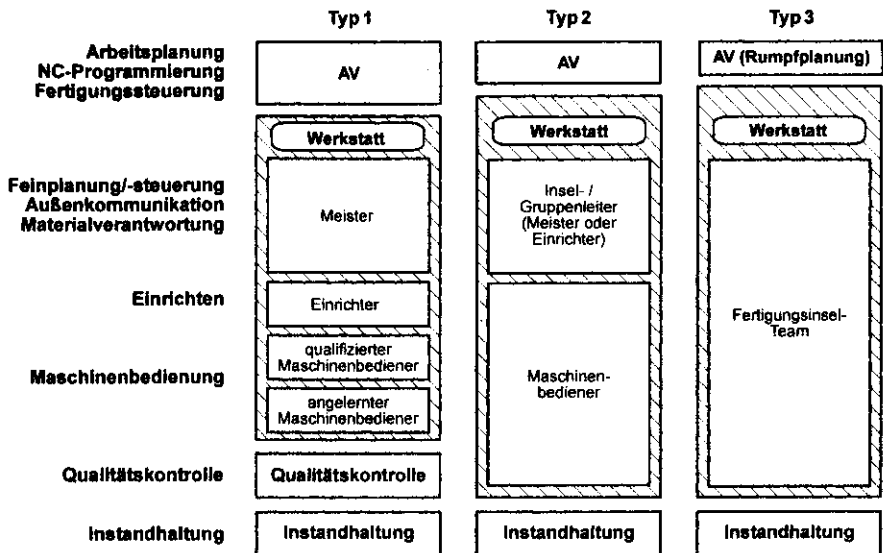 Typ 1
Typ 2
Typ 3
Arbeitsplanung
NC-Programmierung
Fertigungssteuerung
AV
AV
AV (Rumpfplanung)
Werkstatt
Werkstatt
Werkstatt
Feinplanung/-steuerung
Außenkommunikation
Materialverantwortung
Meister
Insel- /
Gruppenleiter
(Meister oder
Einrichter)
Einrichten
Einrichter
Fertigungsinsel-
Team
Maschinenbedienung
qualifizierter
Maschinenbediener
angelernter
Maschinenbediener
Maschinen-
bediener
Qualitätskontrolle
Qualitätskontrolle
Instandhaltung
Instandhaltung
Instandhaltung
Instandhaltung